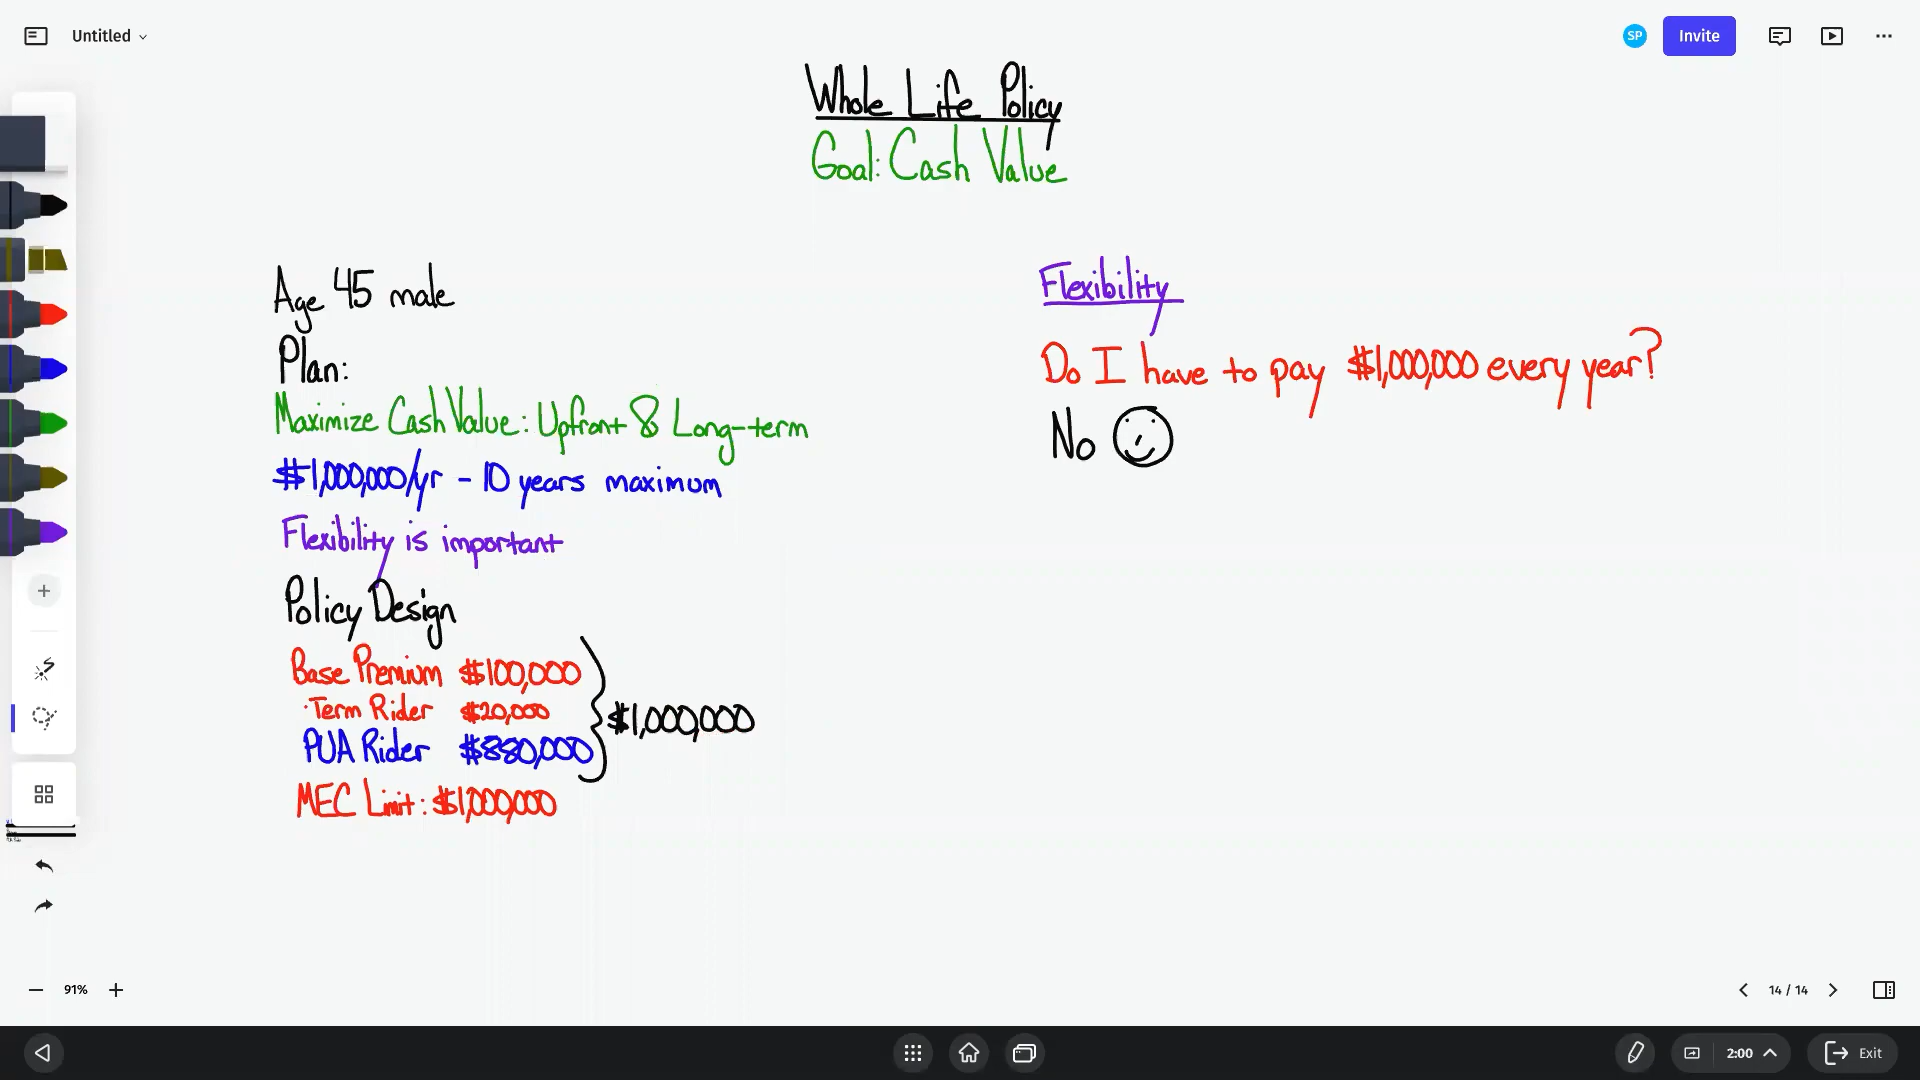 Untitled
SP
Invite
Whole Life Policy
Goal: Cash Value
Age 45 male
Plan:
Maximize Cash Value: Upfront & Long-term
$1,000,000/yr - 10 years maximum
Flexibility is important
Policy Design
Base Premium $100,000
Term Rider $20,000
PUA Rider $880,000
$1,000,000
MEC Limit: $1,000,000
Flexibility
Do I have to pay $1,000,000 every year?
No
91%
14 / 14
2:00
Exit